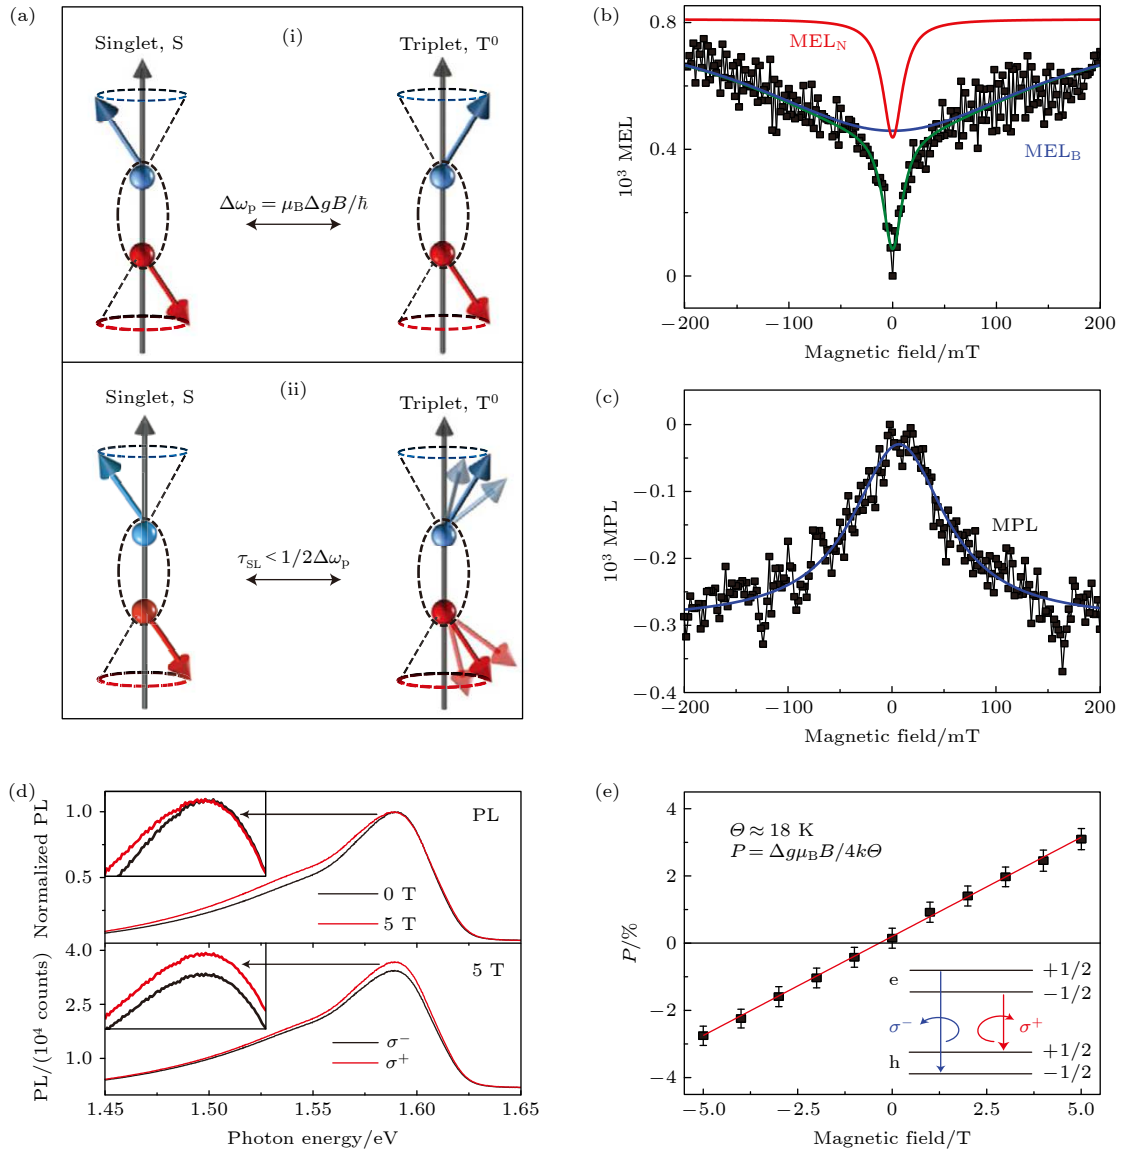 (a)
(i)
Singlet, S
Triplet, T⁰
Δω_p = μ_BΔgB/ħ
(ii)
Singlet, S
Triplet, T⁰
τ_SL < 1/2Δω_p
(b)
10³ MEL
0.8
0.4
0
MEL_N
MEL_B
−200 −100 0 100 200
Magnetic field/mT
(c)
10³ MPL
0
−0.1
−0.2
−0.3
−0.4
MPL
−200 −100 0 100 200
Magnetic field/mT
(d)
Normalized PL
1.0
0.5
PL
0 T
5 T
PL/(10⁴ counts)
4.0
2.5
1.0
5 T
σ⁻
σ⁺
1.45 1.50 1.55 1.60 1.65
Photon energy/eV
(e)
P/%
4
2
0
−2
−4
Θ ≈ 18 K
P = Δgμ_BB/4kΘ
e
+1/2
−1/2
σ⁻
σ⁺
h
+1/2
−1/2
−5.0 −2.5 0 2.5 5.0
Magnetic field/T